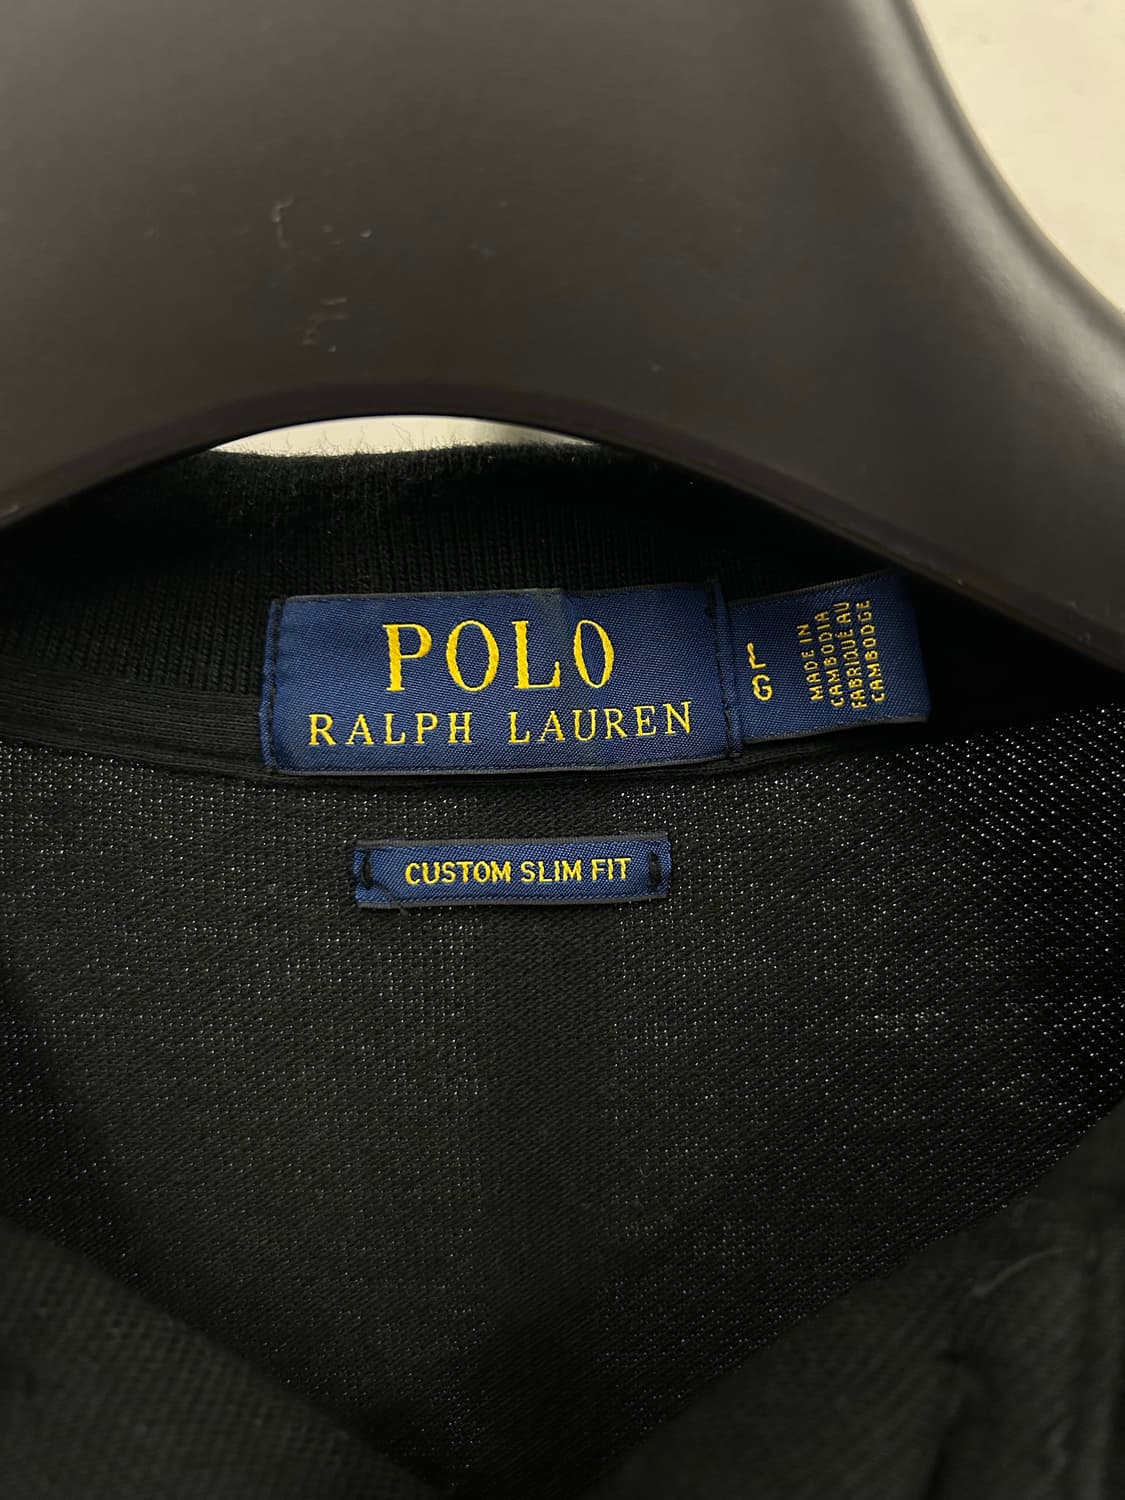 POLO
RALPH LAUREN
L
G
MADE IN
CAMBODIA
FABRIQUÉ AU
CAMBODGE
CUSTOM SLIM FIT